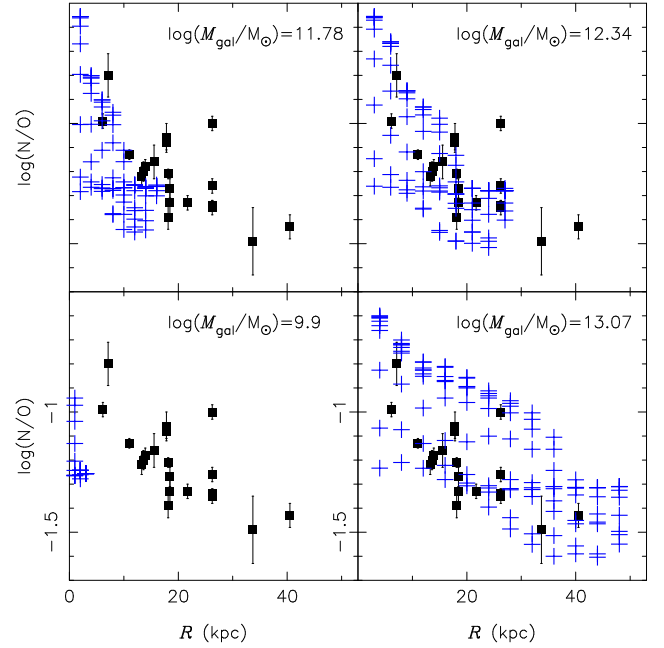 log(M_gal/M_⊙)=11.78
log(M_gal/M_⊙)=12.34
log(N/O)
log(M_gal/M_⊙)=9.9
log(M_gal/M_⊙)=13.07
log(N/O)
−1
−1
−1.5
−1.5
0
20
40
20
40
R (kpc)
R (kpc)